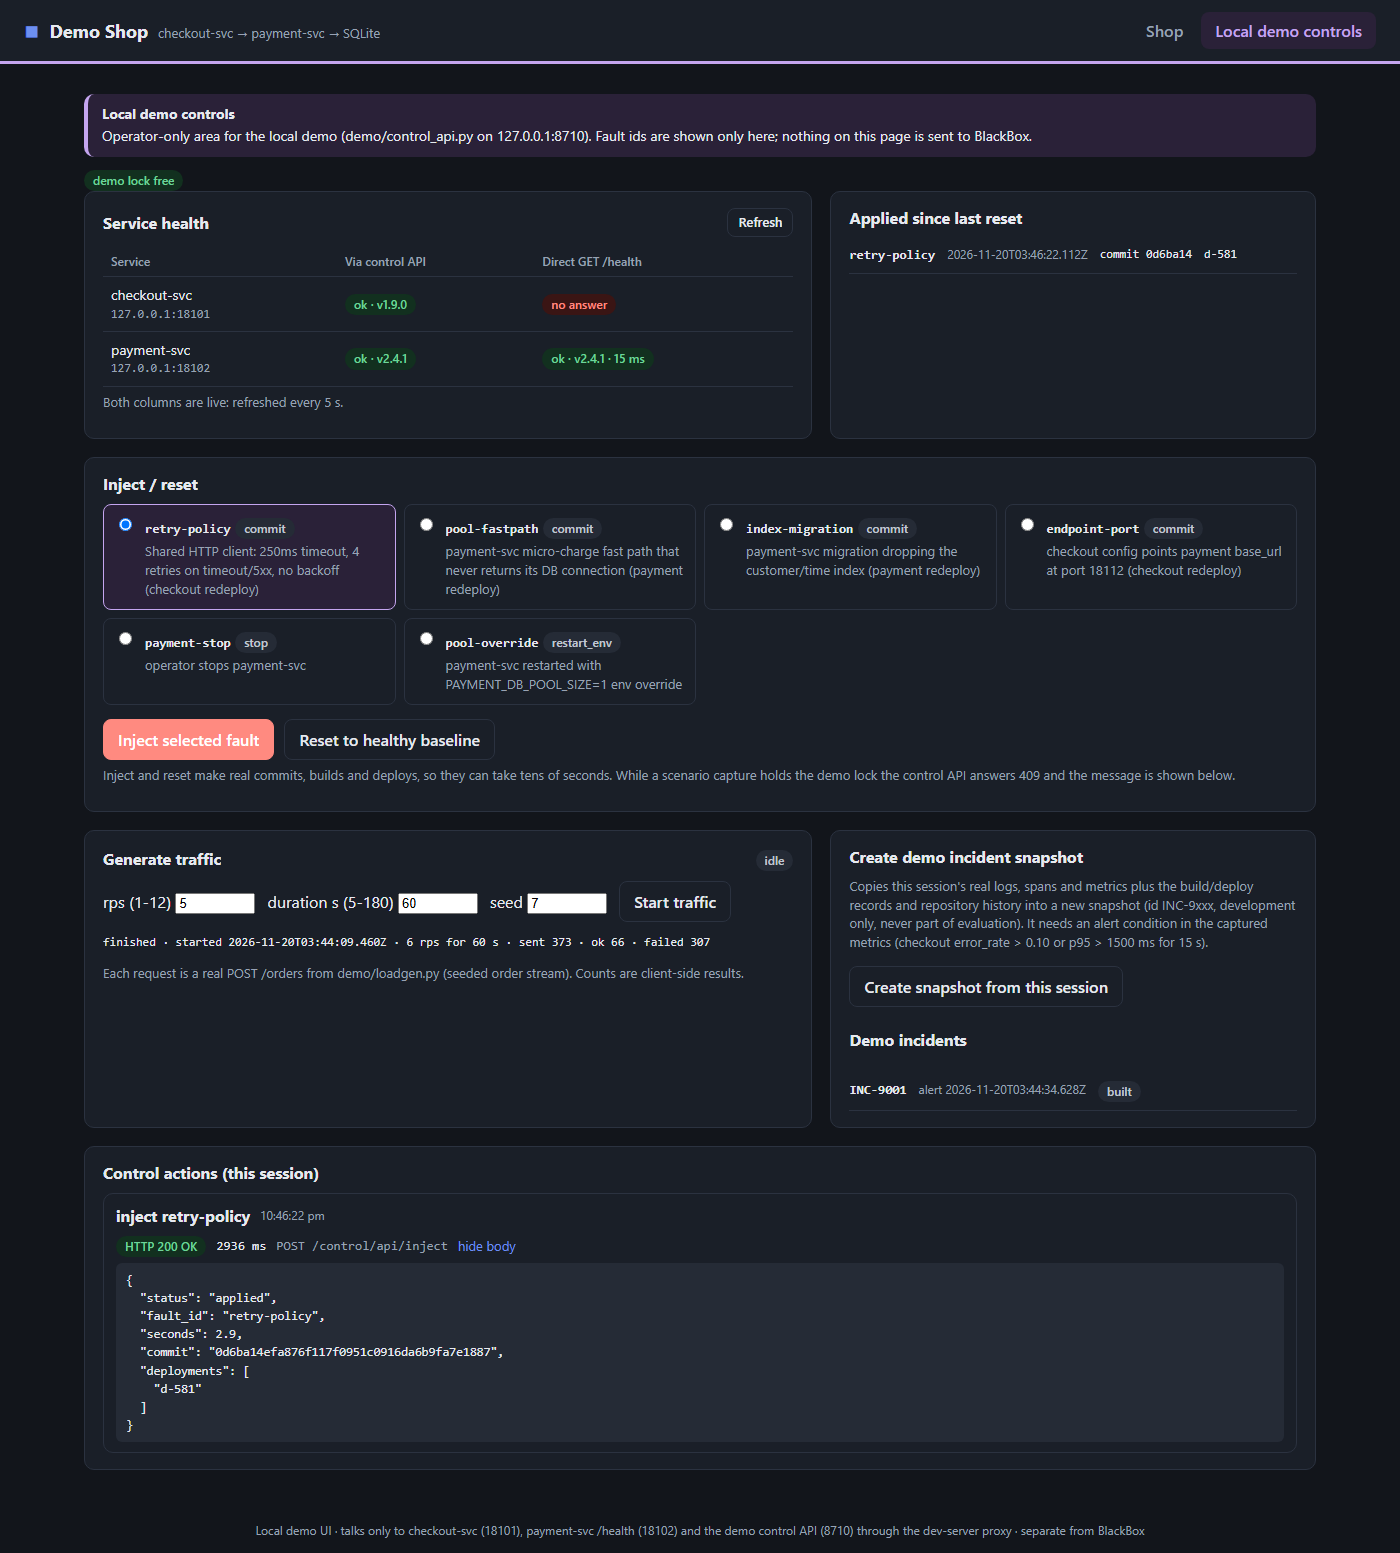 Demo Shop checkout-svc → payment-svc → SQLite
Shop Local demo controls
Local demo controls
Operator-only area for the local demo (demo/control_api.py on 127.0.0.1:8710). Fault ids are shown only here; nothing on this page is sent to BlackBox.
demo lock free
Service health Refresh
Service Via control API Direct GET /health
checkout-svc ok · v1.9.0 no answer
127.0.0.1:18101
payment-svc ok · v2.4.1 ok · v2.4.1 · 15 ms
127.0.0.1:18102
Both columns are live: refreshed every 5 s.
Applied since last reset
retry-policy 2026-11-20T03:46:22.112Z commit 0d6ba14 d-581
Inject / reset
retry-policy commit
Shared HTTP client: 250ms timeout, 4
retries on timeout/5xx, no backoff
(checkout redeploy)
pool-fastpath commit
payment-svc micro-charge fast path that
never returns its DB connection (payment
redeploy)
index-migration commit
payment-svc migration dropping the
customer/time index (payment redeploy)
endpoint-port commit
checkout config points payment base_url
at port 18112 (checkout redeploy)
payment-stop stop
operator stops payment-svc
pool-override restart_env
payment-svc restarted with
PAYMENT_DB_POOL_SIZE=1 env override
Inject selected fault Reset to healthy baseline
Inject and reset make real commits, builds and deploys, so they can take tens of seconds. While a scenario capture holds the demo lock the control API answers 409 and the message is shown below.
Generate traffic idle
rps (1-12) 5 duration s (5-180) 60 seed 7 Start traffic
finished · started 2026-11-20T03:44:09.460Z · 6 rps for 60 s · sent 373 · ok 66 · failed 307
Each request is a real POST /orders from demo/loadgen.py (seeded order stream). Counts are client-side results.
Create demo incident snapshot
Copies this session's real logs, spans and metrics plus the build/deploy
records and repository history into a new snapshot (id INC-9xxx, development
only, never part of evaluation). It needs an alert condition in the captured
metrics (checkout error_rate > 0.10 or p95 > 1500 ms for 15 s).
Create snapshot from this session
Demo incidents
INC-9001 alert 2026-11-20T03:44:34.628Z built
Control actions (this session)
inject retry-policy 10:46:22 pm
HTTP 200 OK 2936 ms POST /control/api/inject hide body
{
"status": "applied",
"fault_id": "retry-policy",
"seconds": 2.9,
"commit": "0d6ba14efa876f117f0951c0916da6b9fa7e1887",
"deployments": [
"d-581"
]
}
Local demo UI · talks only to checkout-svc (18101), payment-svc /health (18102) and the demo control API (8710) through the dev-server proxy · separate from BlackBox